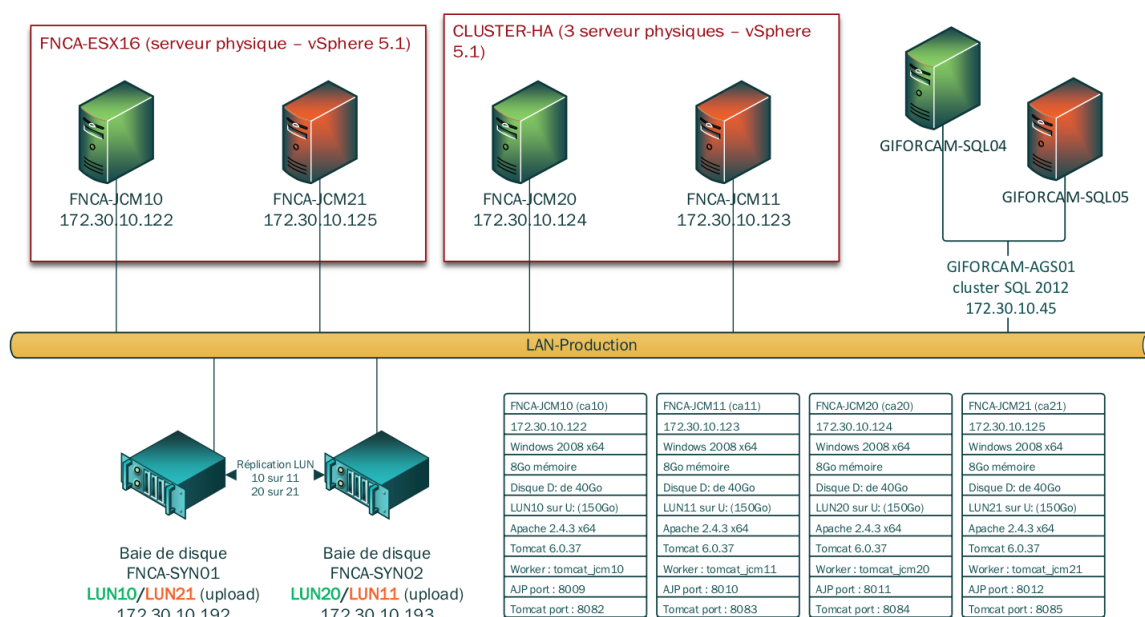 FNCA-ESX16 (serveur physique – vSphere 5.1)
CLUSTER-HA (3 serveur physiques – vSphere
5.1)
FNCA-JCM10
172.30.10.122
FNCA-JCM21
172.30.10.125
FNCA-JCM20
172.30.10.124
FNCA-JCM11
172.30.10.123
GIFORCAM-SQL04
GIFORCAM-SQL05
GIFORCAM-AGS01
cluster SQL 2012
172.30.10.45
LAN-Production
Réplication LUN
10 sur 11
20 sur 21
Baie de disque
FNCA-SYN01
LUN10/LUN21 (upload)
172.30.10.192
Baie de disque
FNCA-SYN02
LUN20/LUN11 (upload)
172.30.10.193
FNCA-JCM10 (ca10)
172.30.10.122
Windows 2008 x64
8Go mémoire
Disque D: de 40Go
LUN10 sur U: (150Go)
Apache 2.4.3 x64
Tomcat 6.0.37
Worker : tomcat_jcm10
AJP port : 8009
Tomcat port : 8082
FNCA-JCM11 (ca11)
172.30.10.123
Windows 2008 x64
8Go mémoire
Disque D: de 40Go
LUN11 sur U: (150Go)
Apache 2.4.3 x64
Tomcat 6.0.37
Worker : tomcat_jcm11
AJP port : 8010
Tomcat port : 8083
FNCA-JCM20 (ca20)
172.30.10.124
Windows 2008 x64
8Go mémoire
Disque D: de 40Go
LUN20 sur U: (150Go)
Apache 2.4.3 x64
Tomcat 6.0.37
Worker : tomcat_jcm20
AJP port : 8011
Tomcat port : 8084
FNCA-JCM21 (ca21)
172.30.10.125
Windows 2008 x64
8Go mémoire
Disque D: de 40Go
LUN21 sur U: (150Go)
Apache 2.4.3 x64
Tomcat 6.0.37
Worker : tomcat_jcm21
AJP port : 8012
Tomcat port : 8085